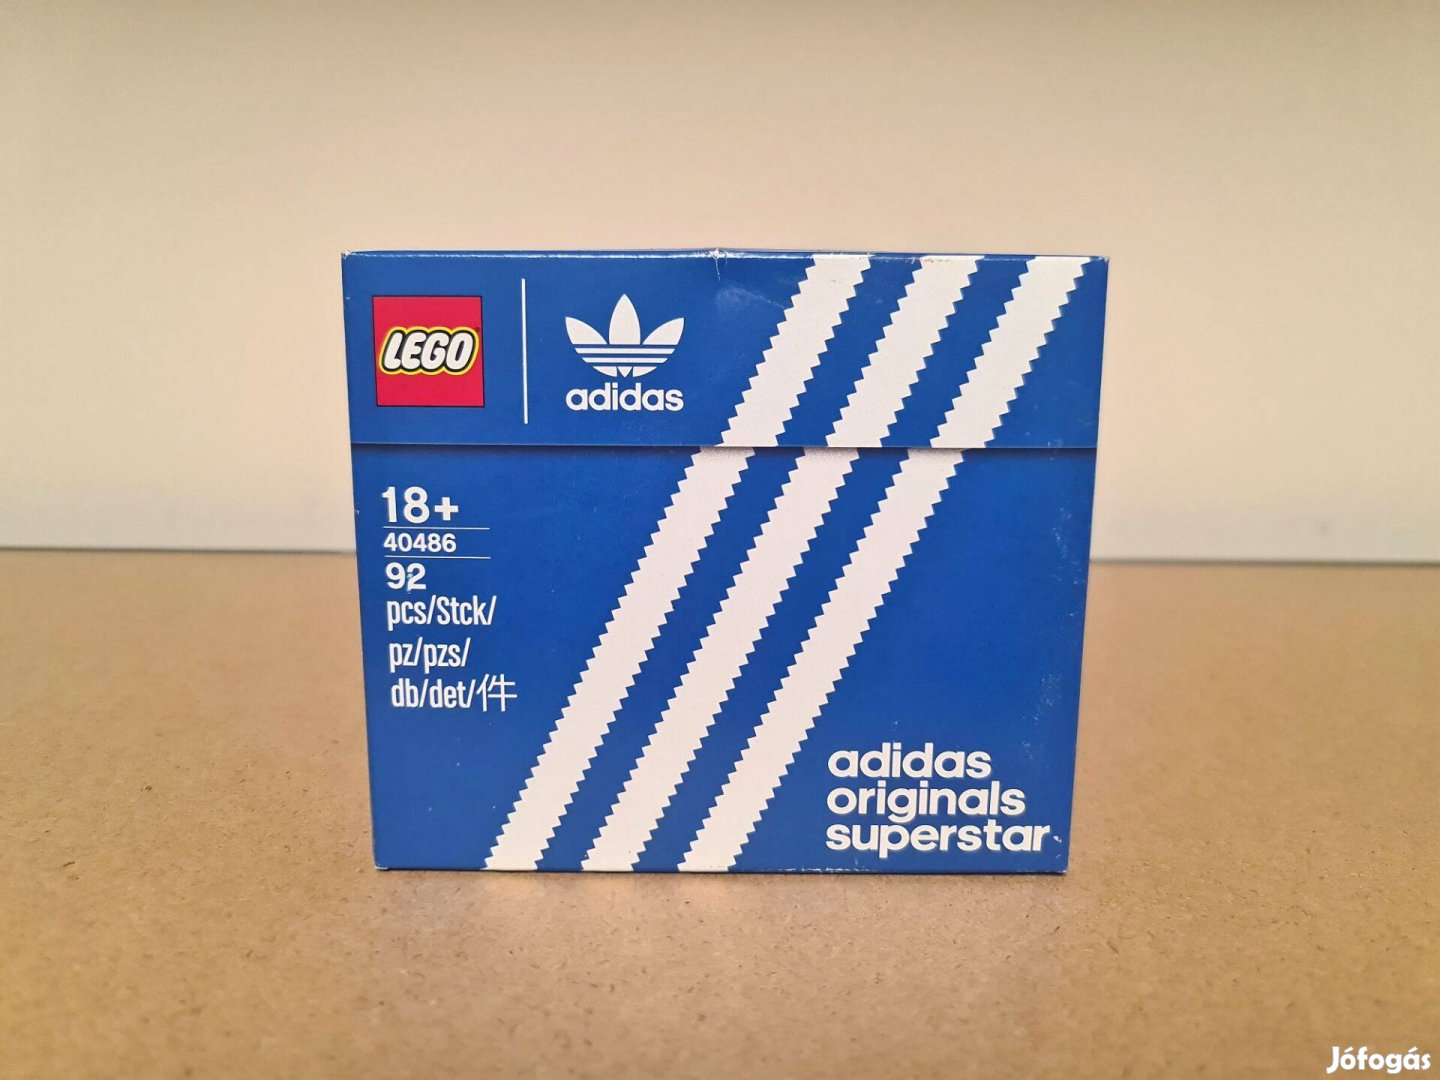 LEGO
adidas
18+
40486
92
pcs/Stck/
pz/pzs/
db/det/件
adidas
originals
superstar
Jófogás